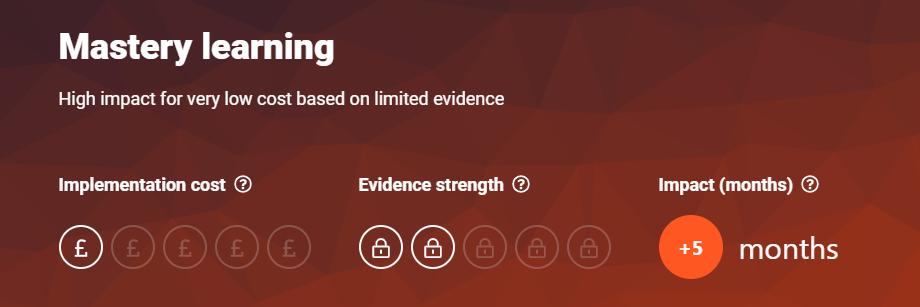 Mastery learning
High impact for very low cost based on limited evidence
Implementation cost ? Evidence strength ? Impact (months) ?
£ £ £ £ £ +5 months